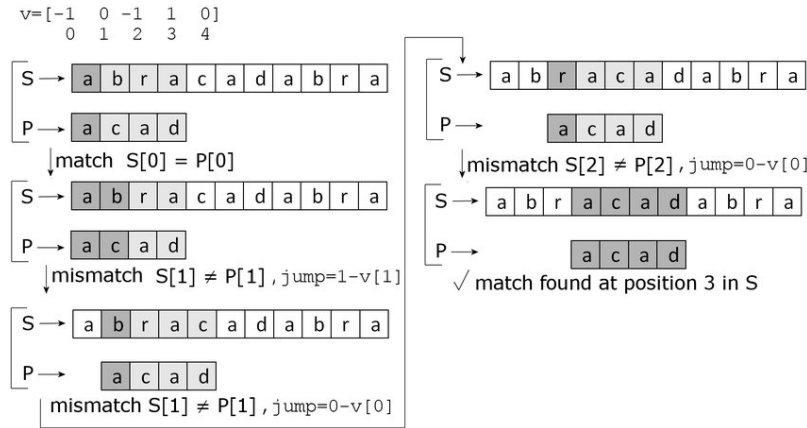 v=[-1 0 -1 1 0]
0 1 2 3 4
S a b r a c a d a b r a
P a c a d
match S[0] = P[0]
S a b r a c a d a b r a
P a c a d
mismatch S[1] ≠ P[1] ,jump=1-v[1]
S a b r a c a d a b r a
P a c a d
mismatch S[1] ≠ P[1] ,jump=0-v[0]
S a b r a c a d a b r a
P a c a d
mismatch S[2] ≠ P[2] ,jump=0-v[0]
S a b r a c a d a b r a
P a c a d
√ match found at position 3 in S